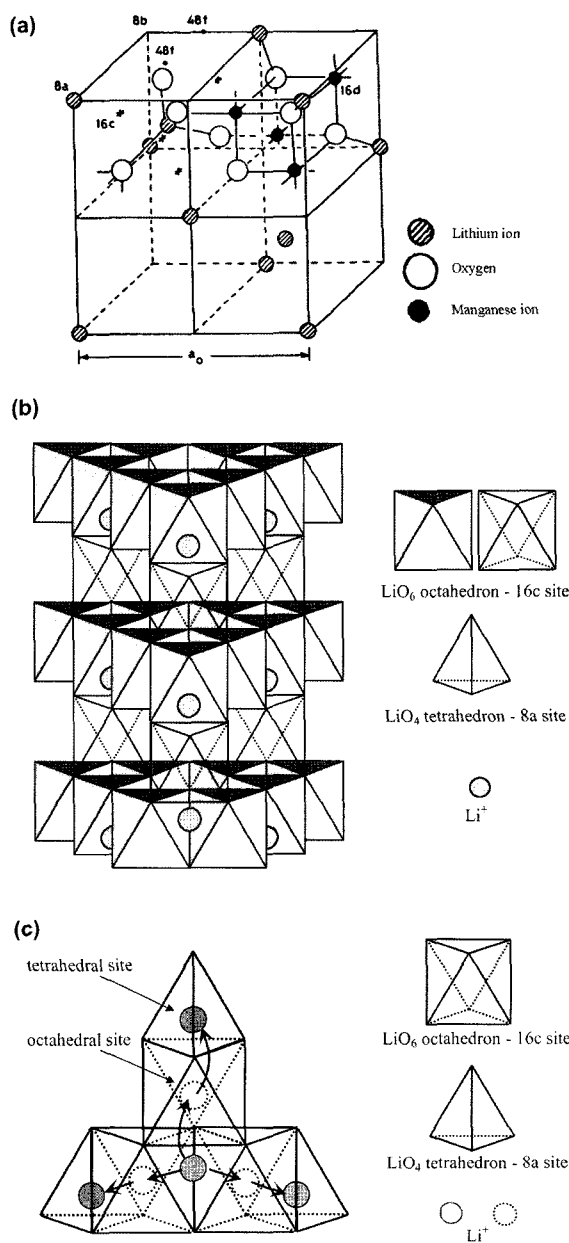 (a)
8b 48f
48f
8a
16d
16c
Lithium ion
Oxygen
Manganese ion
a₀
(b)
LiO₆ octahedron - 16c site
LiO₄ tetrahedron - 8a site
Li⁺
(c)
tetrahedral site
octahedral site
LiO₆ octahedron - 16c site
LiO₄ tetrahedron - 8a site
Li⁺